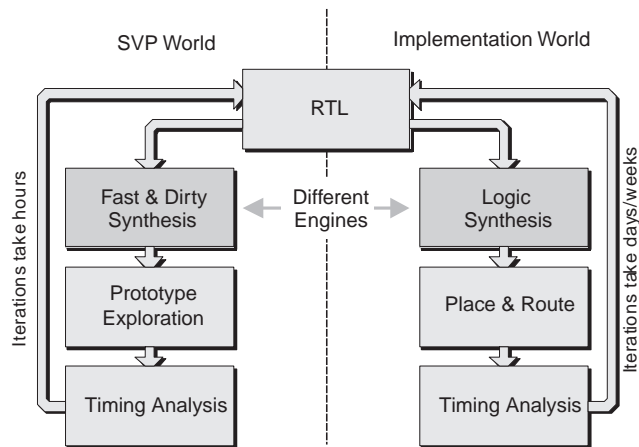 SVP World
Implementation World
RTL
Fast & Dirty
Synthesis
Different
Engines
Logic
Synthesis
Prototype
Exploration
Place & Route
Timing Analysis
Timing Analysis
Iterations take hours
Iterations take days/weeks